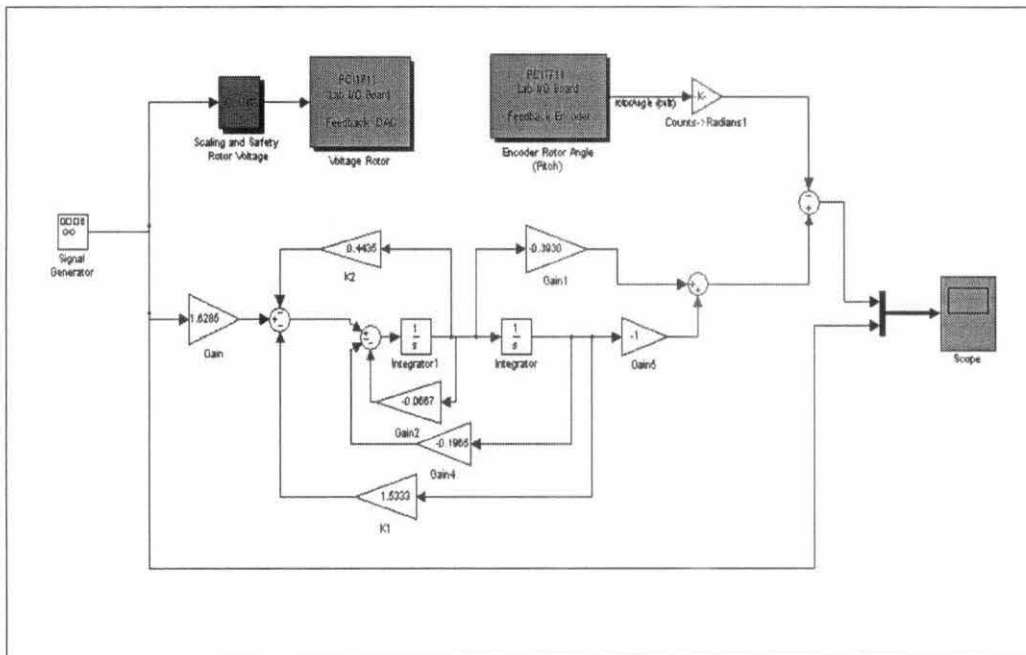 PCI1711
Lab I/O Board
Feedback DAC
Voltage Rotor
Scaling and Safety
Rotor Voltage
PCI1711
Lab I/O Board
Feedback Encoder
Encoder Rotor Angle
(Pitch)
K-
Counts->Radians1
Signal
Generator
0.4435
K2
-0.3930
Gain1
1.6285
Gain
1
s
Integrator1
1
s
Integrator
-1
Gain5
Scope
-0.0667
Gain2
-0.1965
Gain4
1.5333
K1